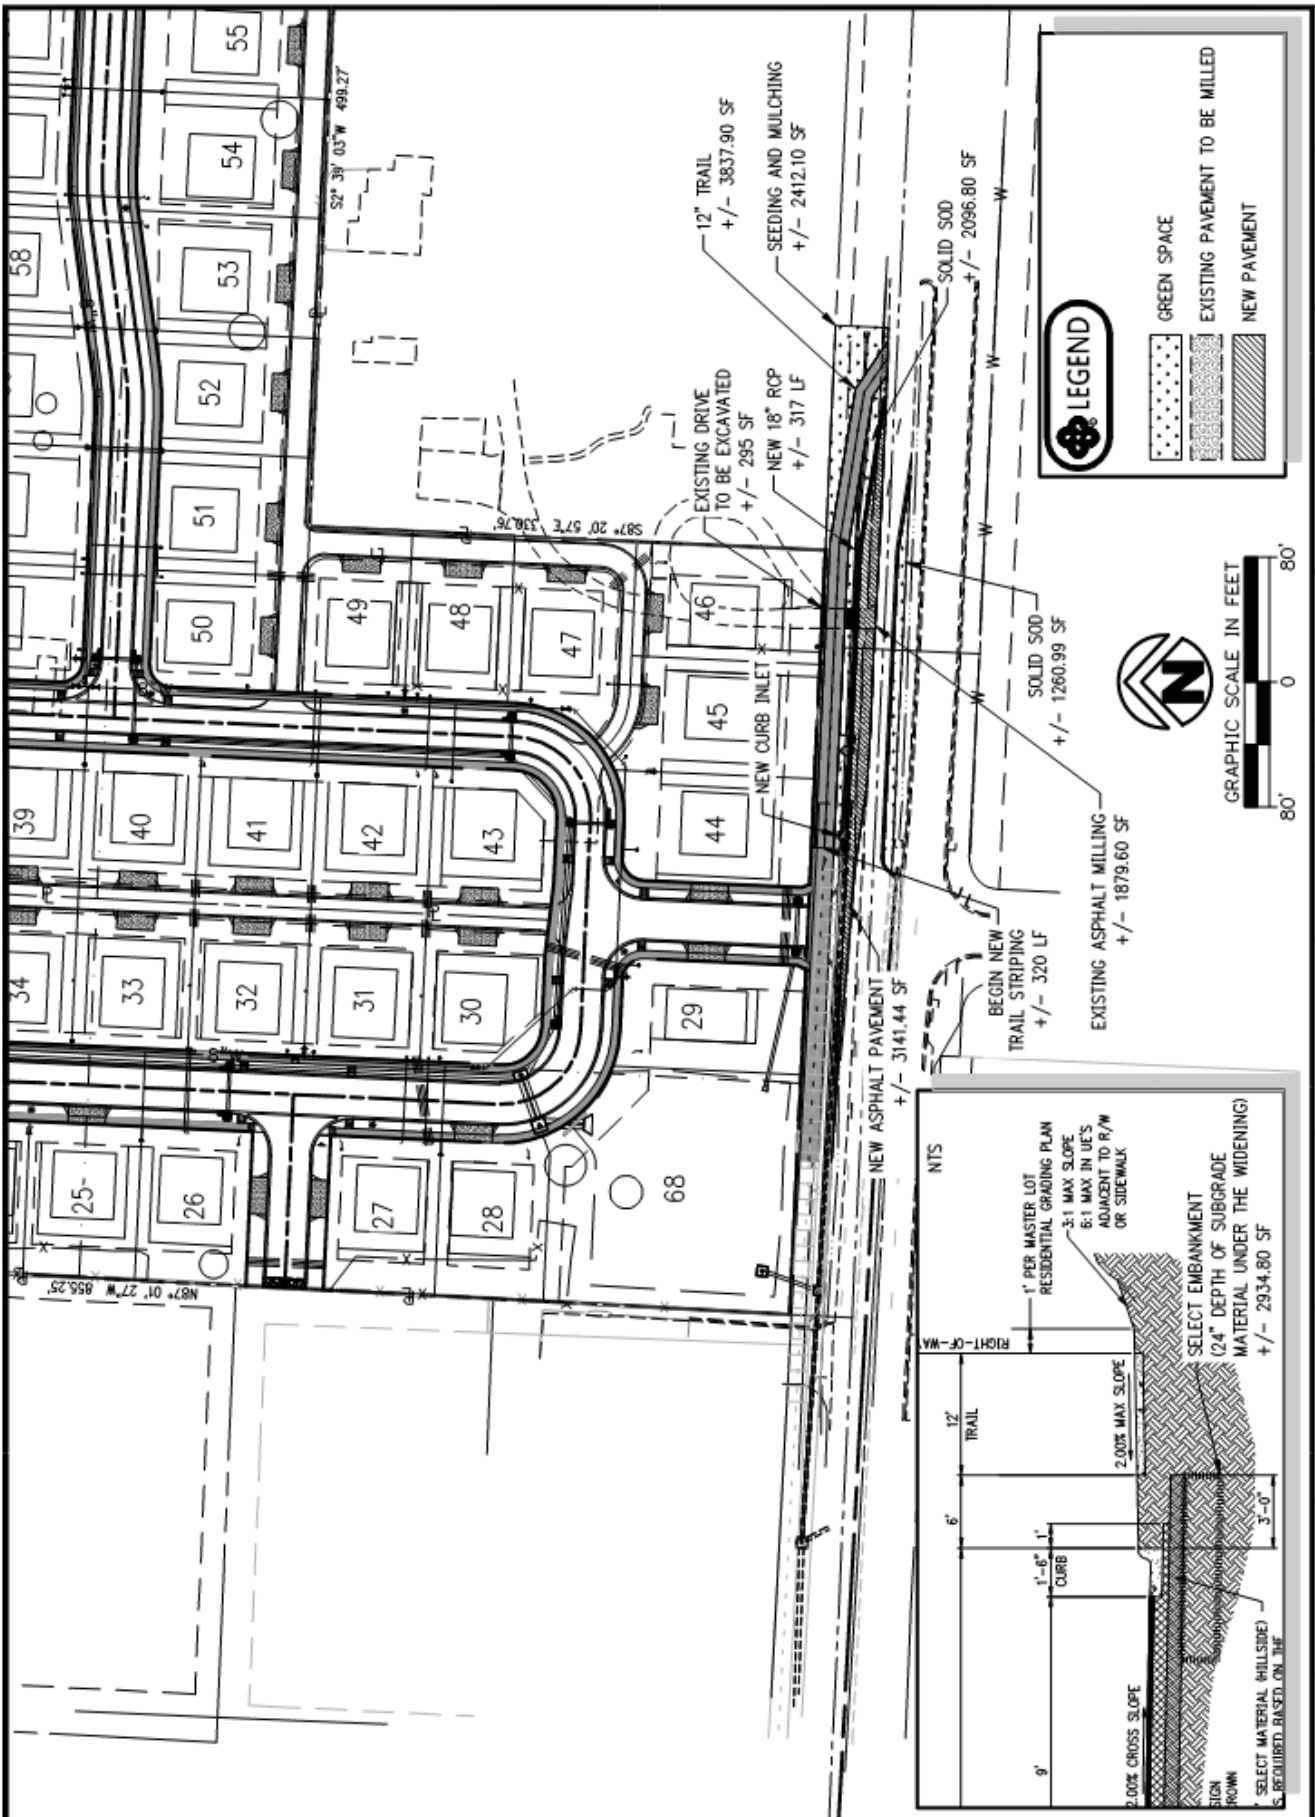 N87° 01' 27"W 855.25'
25
26
27
28
68
34
33
32
31
30
29
39
40
41
42
43
44
45
46
47
48
49
50
51
52
53
54
55
58
S2° 39' 03"W 499.27'
S87° 20' 57"E 330.76'
12" TRAIL
+/- 3837.90 SF
SEEDING AND MULCHING
+/- 2412.10 SF
EXISTING DRIVE
TO BE EXCAVATED
+/- 295 SF
NEW 18" RCP
+/- 317 LF
NEW CURB INLET
SOLID SOD
+/- 2096.80 SF
SOLID SOD
+/- 1260.99 SF
NEW ASPHALT PAVEMENT
+/- 3141.44 SF
BEGIN NEW
TRAIL STRIPING
+/- 320 LF
EXISTING ASPHALT MILLING
+/- 1879.60 SF
W
W
W
W
NTS
RIGHT-OF-WA
1' PER MASTER LOT
RESIDENTIAL GRADING PLAN
3:1 MAX SLOPE
6:1 MAX IN UE'S
ADJACENT TO R/W
OR SIDEWALK
9'
1'-6"
CURB
1'
6'
12'
TRAIL
2.00% CROSS SLOPE
2.00% MAX SLOPE
3'-0"
SELECT EMBANKMENT
(24" DEPTH OF SUBGRADE
MATERIAL UNDER THE WIDENING)
+/- 2934.80 SF
SIGN
ROWN
' SELECT MATERIAL (HILLSIDE)
S REQUIRED BASED ON THE
N
GRAPHIC SCALE IN FEET
80' 0 80'
LEGEND
GREEN SPACE
EXISTING PAVEMENT TO BE MILLED
NEW PAVEMENT